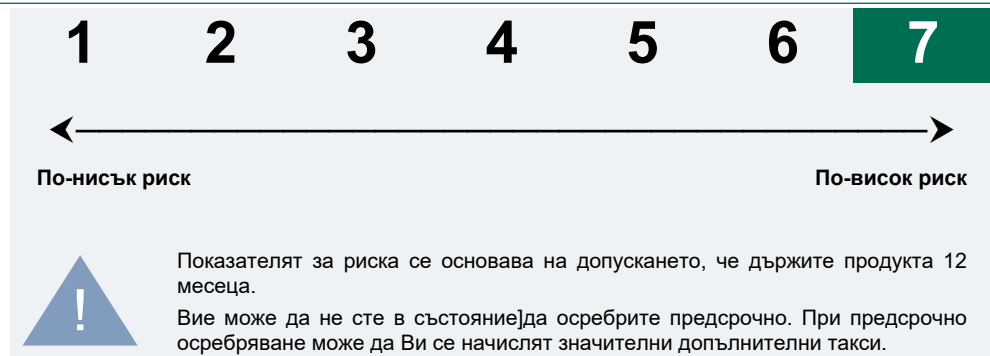 1 2 3 4 5 6 7
По-нисък риск По-висок риск
! Показателят за риска се основава на допускането, че държите продукта 12
месеца.
Вие може да не сте в състояние]да осребрите предсрочно. При предсрочно
осребряване може да Ви се начислят значителни допълнителни такси.